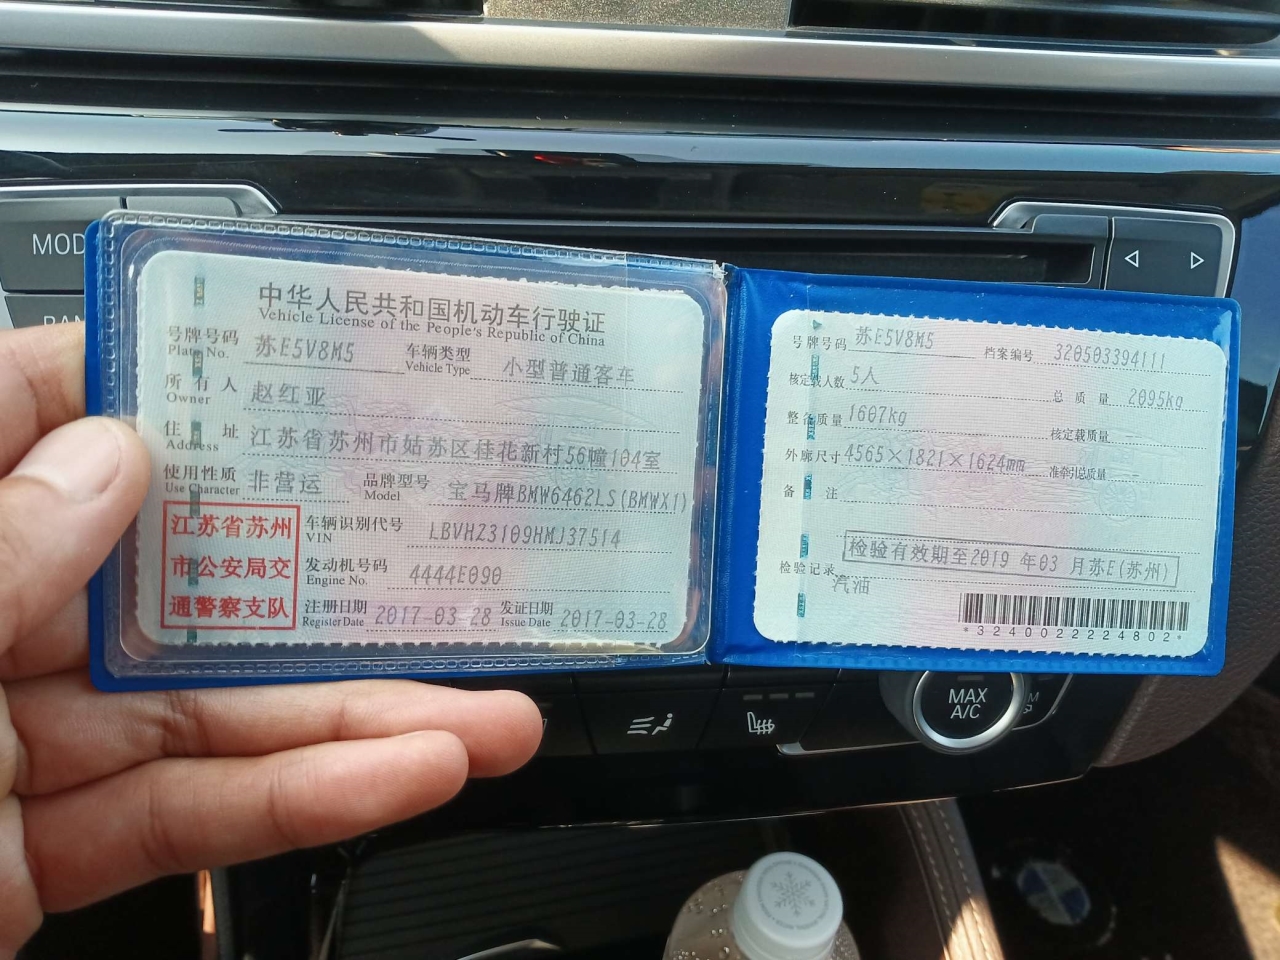 MOD
中华人民共和国机动车行驶证
Vehicle License of the People's Republic of China
号牌号码 苏E5V8M5 车辆类型 小型普通客车
Plate No. Vehicle Type
所有人 赵红亚
Owner
住址 江苏省苏州市姑苏区桂花新村56幢104室
Address
使用性质 非营运 品牌型号 宝马牌BMW6462LS(BMWX1)
Use Character Model
江苏省苏州
市公安局交
通警察支队
车辆识别代号 LBVHZ3109HMJ37514
VIN
发动机号码 4444E090
Engine No.
注册日期 2017-03-28 发证日期 2017-03-28
Register Date Issue Date
号牌号码 苏E5V8M5 档案编号 320503394111
核定载人数 5人 总质量 2095kg
整备质量 1607kg 核定载质量 --
外廓尺寸 4565×1821×1624mm 准牵引总质量 --
备注
检验有效期至2019 年03 月苏E(苏州)
检验记录
汽油
*3240022224802*
MAX
A/C